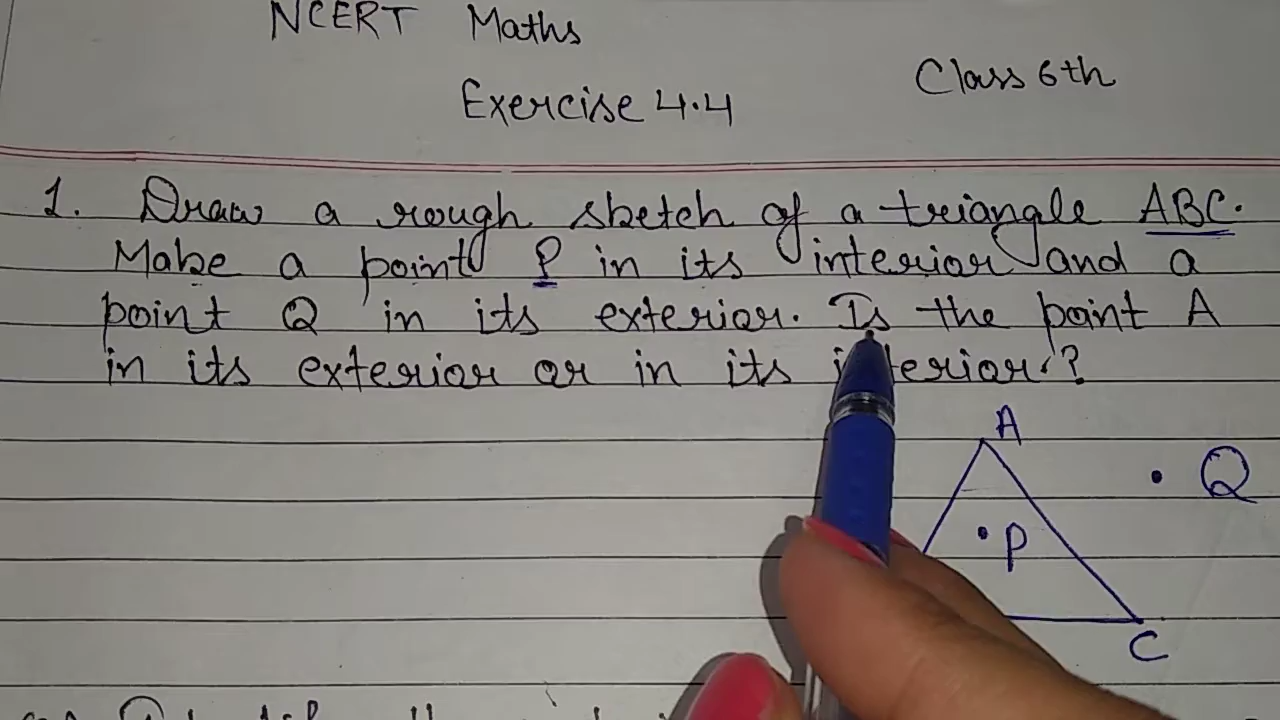 NCERT Maths
Class 6th
Exercise 4.4
1. Draw a rough sketch of a triangle ABC.
Make a point P in its interior and a
point Q in its exterior. Is the point A
in its exterior or in its interior?
A
Q
P
C